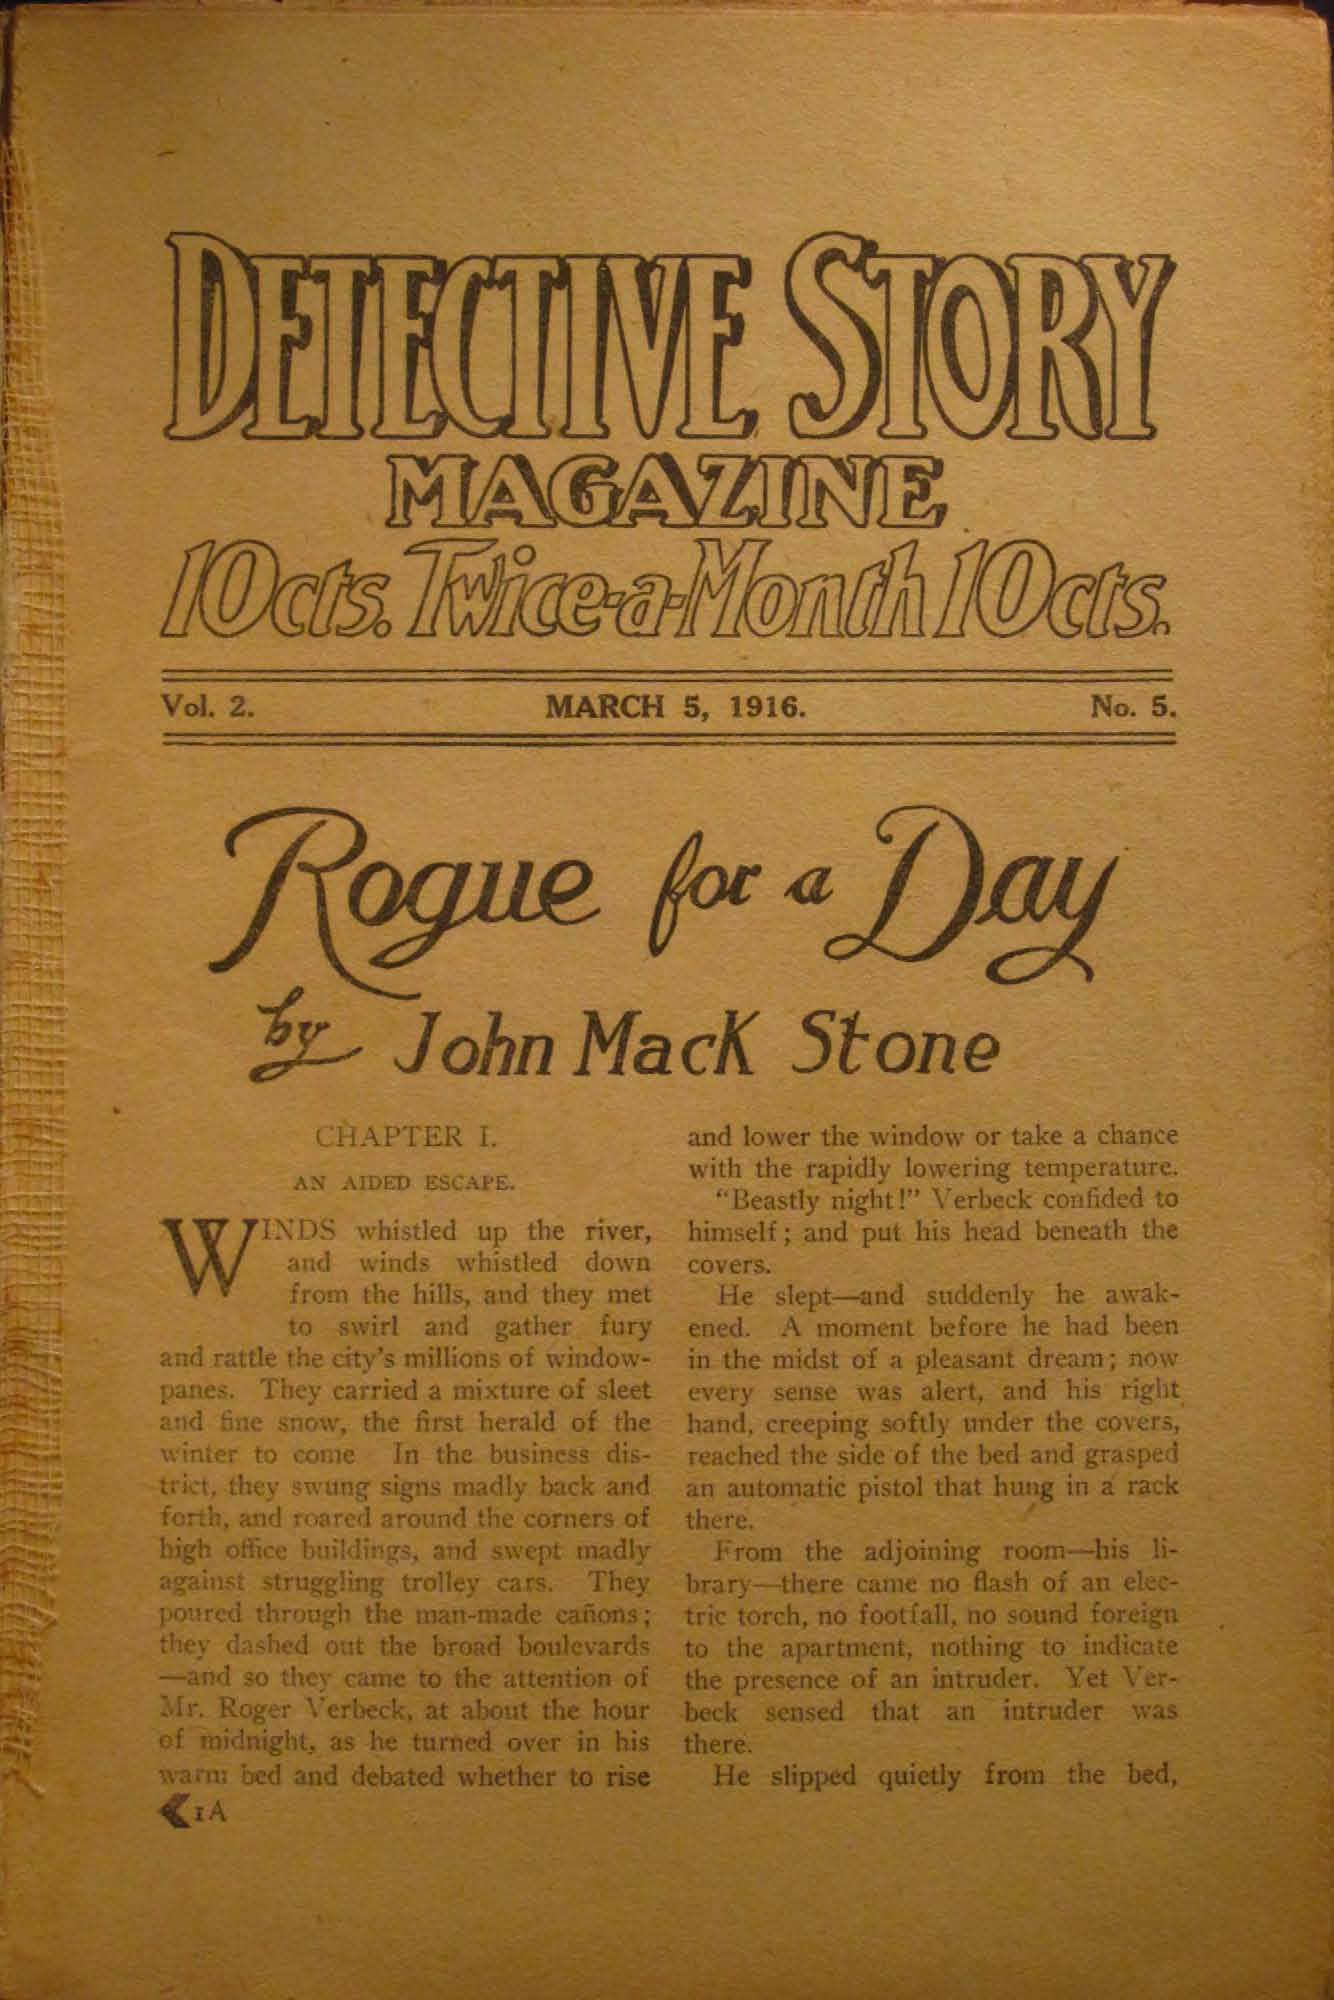 DETECTIVE STORY
MAGAZINE
10cts. Twice-a-Month 10cts.
Vol. 2. MARCH 5, 1916. No. 5.
Rogue for a Day
by John Mack Stone
CHAPTER I.
AN AIDED ESCAPE.
WINDS whistled up the river,
and winds whistled down
from the hills, and they met
to swirl and gather fury
and rattle the city's millions of window-
panes. They carried a mixture of sleet
and fine snow, the first herald of the
winter to come In the business dis-
trict, they swung signs madly back and
forth, and roared around the corners of
high office buildings, and swept madly
against struggling trolley cars. They
poured through the man-made cañons;
they dashed out the broad boulevards
—and so they came to the attention of
Mr. Roger Verbeck, at about the hour
of midnight, as he turned over in his
warm bed and debated whether to rise
1A
and lower the window or take a chance
with the rapidly lowering temperature.
"Beastly night!" Verbeck confided to
himself; and put his head beneath the
covers.
He slept—and suddenly he awak-
ened. A moment before he had been
in the midst of a pleasant dream; now
every sense was alert, and his right
hand, creeping softly under the covers,
reached the side of the bed and grasped
an automatic pistol that hung in a rack
there.
From the adjoining room—his li-
brary—there came no flash of an elec-
tric torch, no footfall, no sound foreign
to the apartment, nothing to indicate
the presence of an intruder. Yet Ver-
beck sensed that an intruder was
there.
He slipped quietly from the bed,